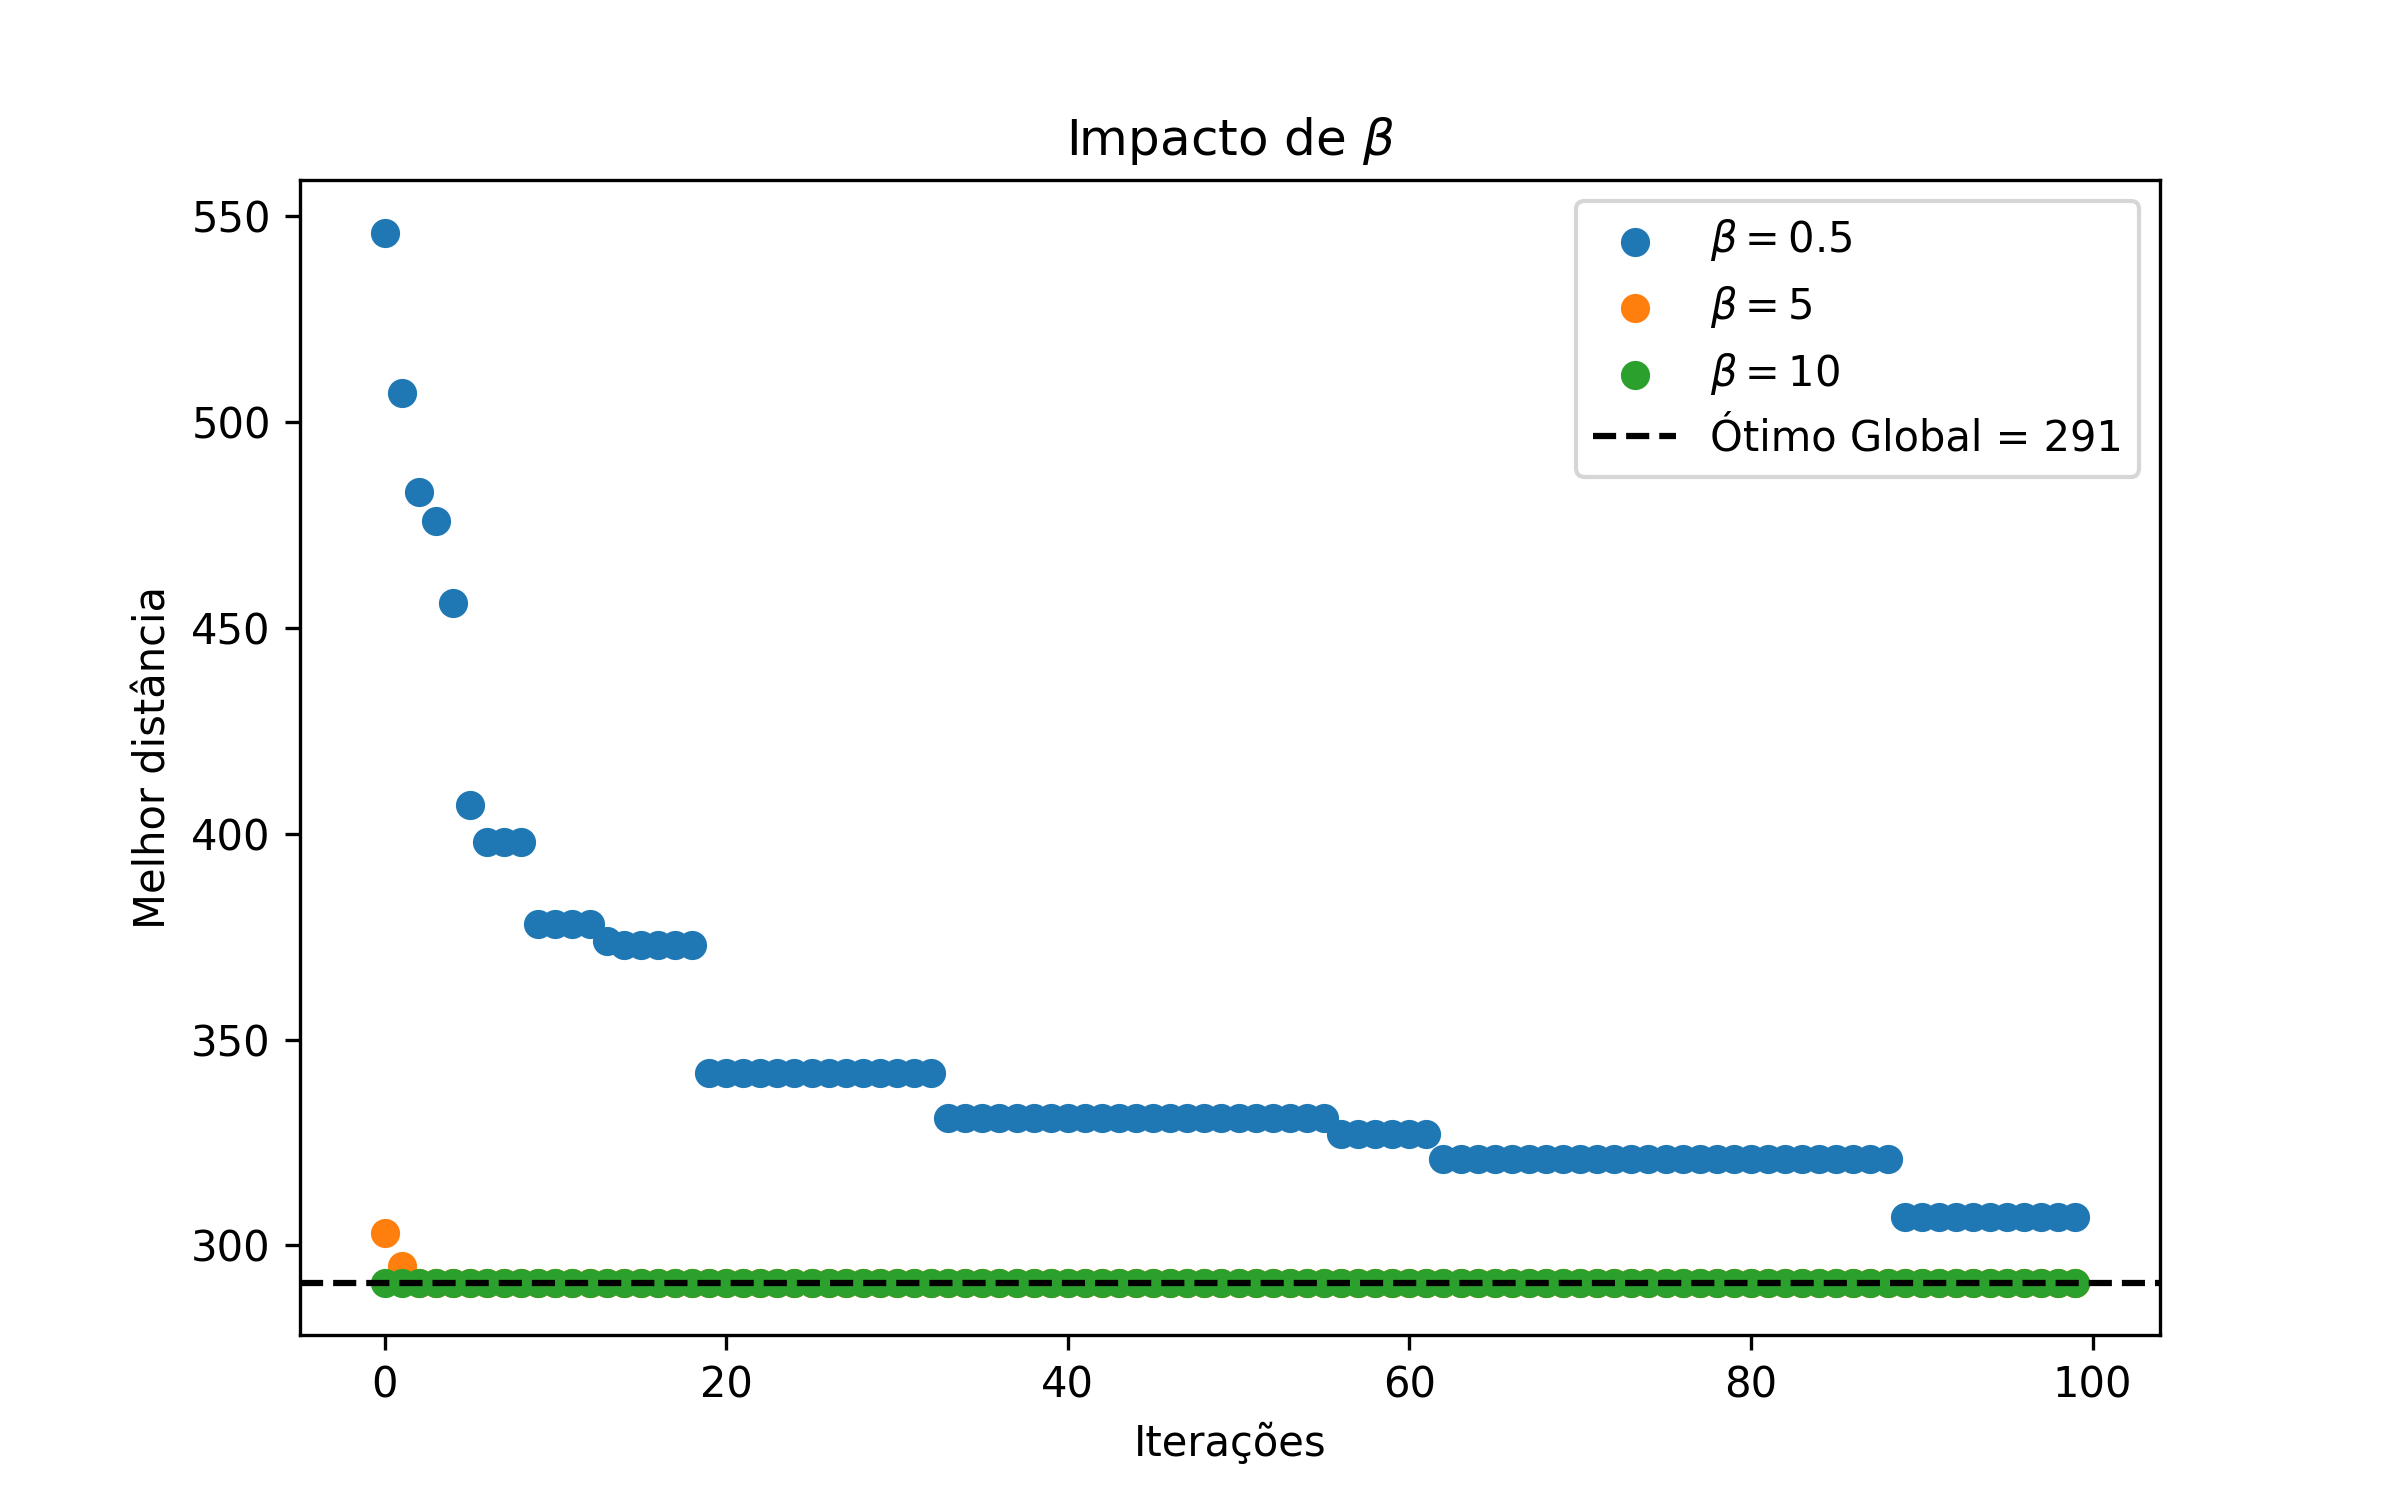 Impacto de β
β = 0.5
β = 5
β = 10
Ótimo Global = 291
Melhor distância
550
500
450
400
350
300
0 20 40 60 80 100
Iterações